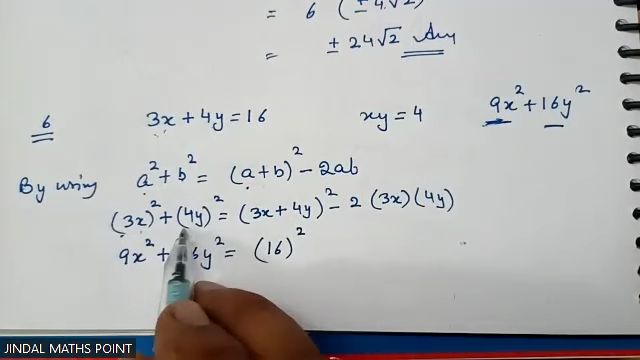 = 6 (±4√2)
= ±24√2 Ans
6 3x+4y=16 xy=4 9x²+16y²
By using a²+b² = (a+b)²-2ab
(3x)²+(4y)² = (3x+4y)²-2(3x)(4y)
9x²+ 6y² = (16)²
JINDAL MATHS POINT